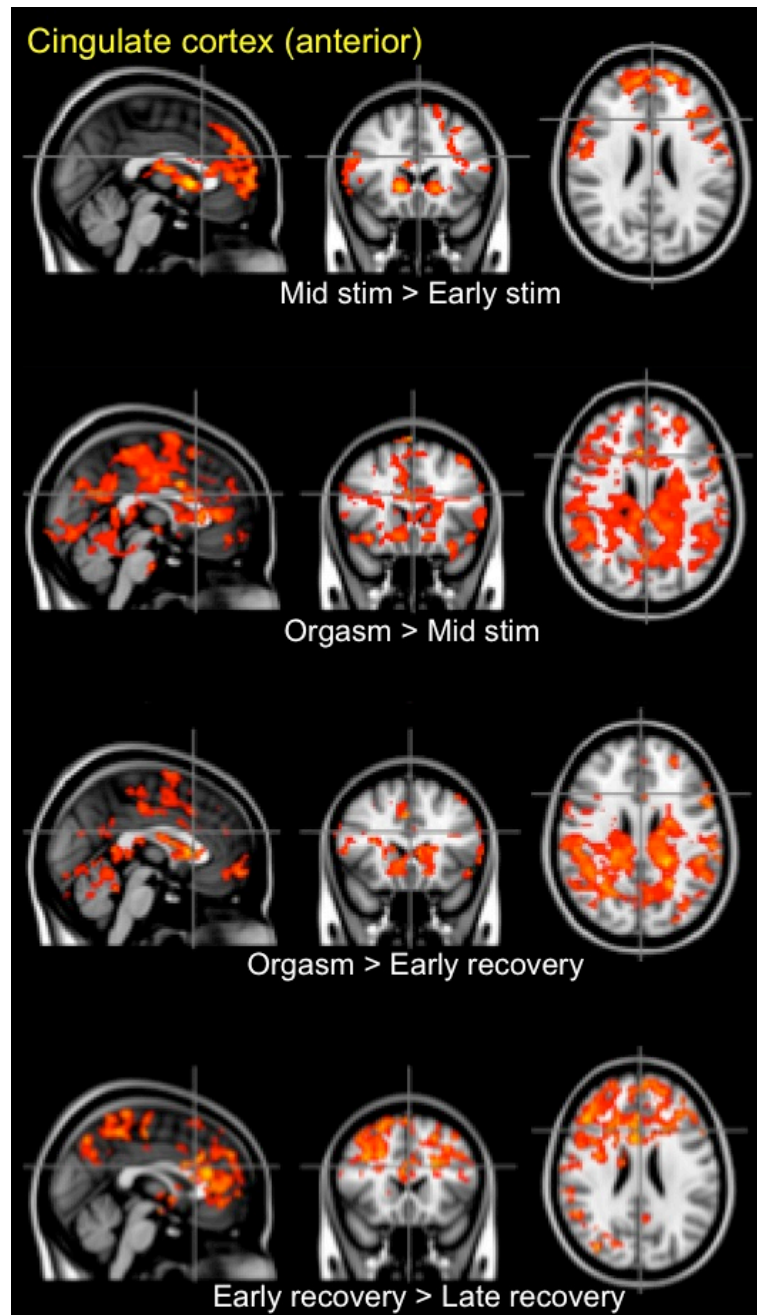 Cingulate cortex (anterior)
Mid stim > Early stim
Orgasm > Mid stim
Orgasm > Early recovery
Early recovery > Late recovery